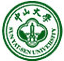 中山大学
SUN YAT-SEN UNIVERSITY